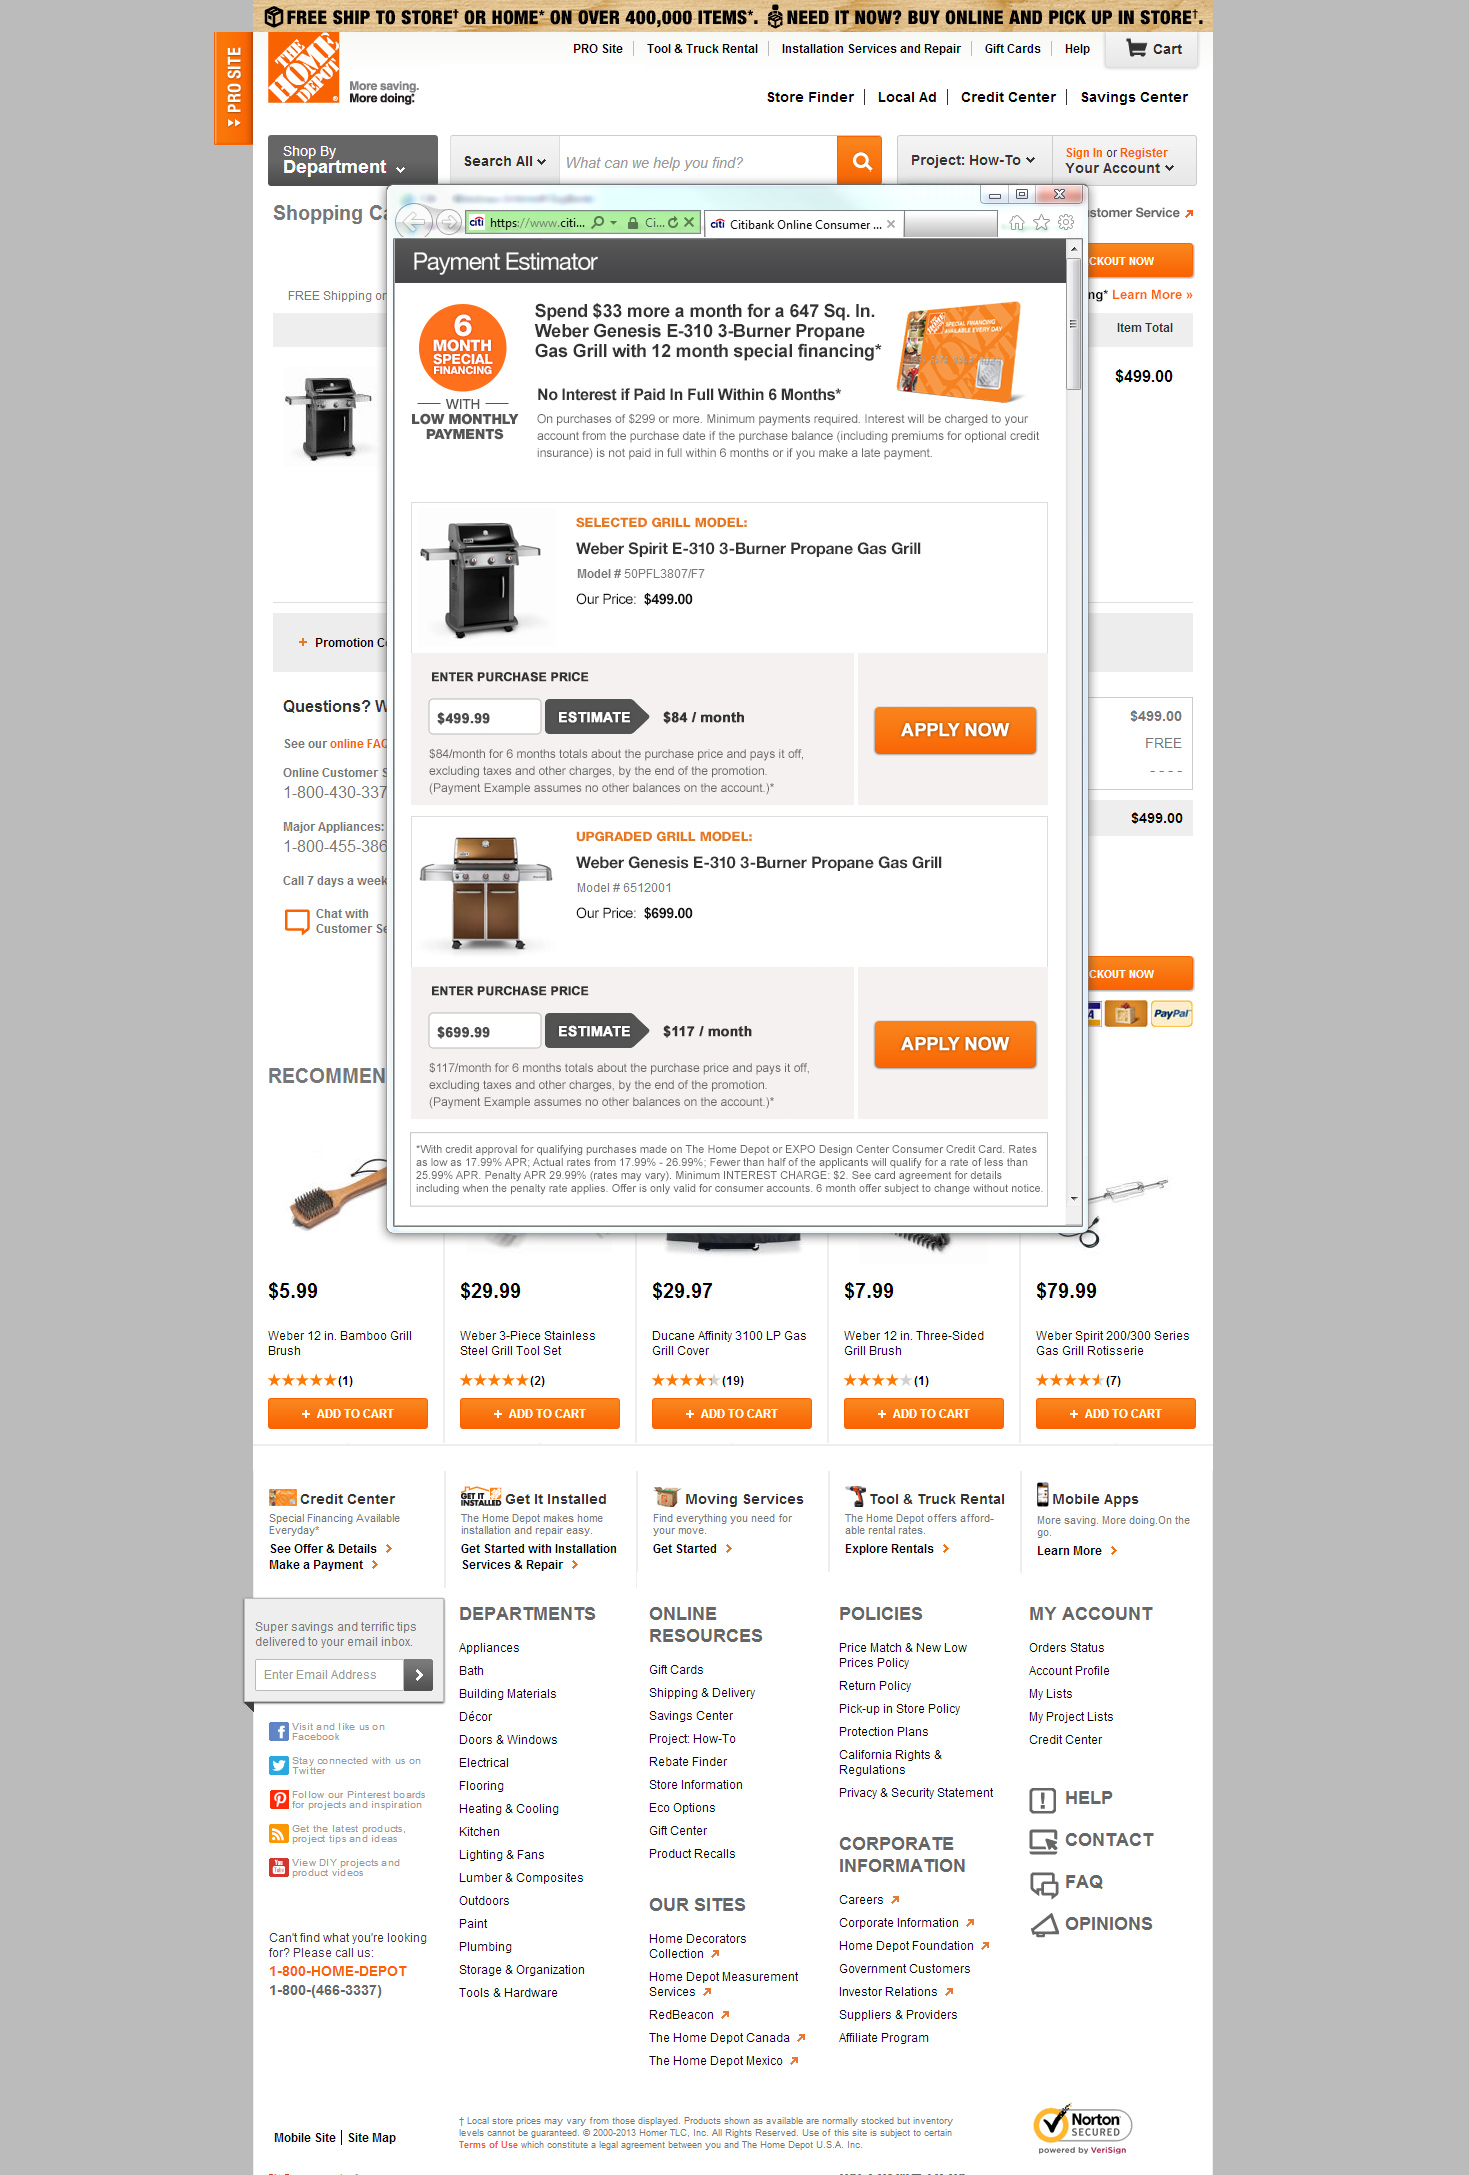 FREE SHIP TO STORE† OR HOME* ON OVER 400,000 ITEMS*. NEED IT NOW? BUY ONLINE AND PICK UP IN STORE†.
PRO SITE
THE HOME DEPOT
More saving.
More doing.
PRO Site
Tool & Truck Rental
Installation Services and Repair
Gift Cards
Help
Cart
Store Finder
Local Ad
Credit Center
Savings Center
Shop By
Department
Search All
What can we help you find?
Project: How-To
Sign In or Register
Your Account
Shopping Ca
stomer Service
https://www.citi...
Ci...
citi Citibank Online Consumer ...
CKOUT NOW
FREE Shipping or
ng* Learn More »
Item Total
$499.00
Payment Estimator
6
MONTH
SPECIAL
FINANCING
WITH
LOW MONTHLY
PAYMENTS
Spend $33 more a month for a 647 Sq. In.
Weber Genesis E-310 3-Burner Propane
Gas Grill with 12 month special financing*
SPECIAL FINANCING
AVAILABLE EVERY DAY
No Interest if Paid In Full Within 6 Months*
On purchases of $299 or more. Minimum payments required. Interest will be charged to your
account from the purchase date if the purchase balance (including premiums for optional credit
insurance) is not paid in full within 6 months or if you make a late payment.
SELECTED GRILL MODEL:
Weber Spirit E-310 3-Burner Propane Gas Grill
Model # 50PFL3807/F7
Our Price: $499.00
ENTER PURCHASE PRICE
$499.99
ESTIMATE
$84 / month
APPLY NOW
$84/month for 6 months totals about the purchase price and pays it off,
excluding taxes and other charges, by the end of the promotion.
(Payment Example assumes no other balances on the account.)*
UPGRADED GRILL MODEL:
Weber Genesis E-310 3-Burner Propane Gas Grill
Model # 6512001
Our Price: $699.00
ENTER PURCHASE PRICE
$699.99
ESTIMATE
$117 / month
APPLY NOW
$117/month for 6 months totals about the purchase price and pays it off,
excluding taxes and other charges, by the end of the promotion.
(Payment Example assumes no other balances on the account.)*
*With credit approval for qualifying purchases made on The Home Depot or EXPO Design Center Consumer Credit Card. Rates
as low as 17.99% APR; Actual rates from 17.99% - 26.99%; Fewer than half of the applicants will qualify for a rate of less than
25.99% APR. Penalty APR 29.99% (rates may vary). Minimum INTEREST CHARGE: $2. See card agreement for details
including when the penalty rate applies. Offer is only valid for consumer accounts. 6 month offer subject to change without notice.
+ Promotion Co
Questions? W
See our online FAQ
Online Customer S
1-800-430-337
Major Appliances:
1-800-455-386
Call 7 days a week
Chat with
Customer Se
$499.00
FREE
- - - -
$499.00
CKOUT NOW
PayPal
RECOMMEN
$5.99
Weber 12 in. Bamboo Grill
Brush
(1)
+ ADD TO CART
$29.99
Weber 3-Piece Stainless
Steel Grill Tool Set
(2)
+ ADD TO CART
$29.97
Ducane Affinity 3100 LP Gas
Grill Cover
(19)
+ ADD TO CART
$7.99
Weber 12 in. Three-Sided
Grill Brush
(1)
+ ADD TO CART
$79.99
Weber Spirit 200/300 Series
Gas Grill Rotisserie
(7)
+ ADD TO CART
Credit Center
Special Financing Available
Everyday*
See Offer & Details
Make a Payment
GET IT
INSTALLED
Get It Installed
The Home Depot makes home
installation and repair easy.
Get Started with Installation
Services & Repair
Moving Services
Find everything you need for
your move.
Get Started
Tool & Truck Rental
The Home Depot offers afford-
able rental rates.
Explore Rentals
Mobile Apps
More saving. More doing.On the
go.
Learn More
Super savings and terrific tips
delivered to your email inbox.
Enter Email Address
Visit and like us on
Facebook
Stay connected with us on
Twitter
Follow our Pinterest boards
for projects and inspiration
Get the latest products,
project tips and ideas
View DIY projects and
product videos
Can't find what you're looking
for? Please call us:
1-800-HOME-DEPOT
1-800-(466-3337)
DEPARTMENTS
Appliances
Bath
Building Materials
Décor
Doors & Windows
Electrical
Flooring
Heating & Cooling
Kitchen
Lighting & Fans
Lumber & Composites
Outdoors
Paint
Plumbing
Storage & Organization
Tools & Hardware
ONLINE
RESOURCES
Gift Cards
Shipping & Delivery
Savings Center
Project: How-To
Rebate Finder
Store Information
Eco Options
Gift Center
Product Recalls
OUR SITES
Home Decorators
Collection
Home Depot Measurement
Services
RedBeacon
The Home Depot Canada
The Home Depot Mexico
POLICIES
Price Match & New Low
Prices Policy
Return Policy
Pick-up in Store Policy
Protection Plans
California Rights &
Regulations
Privacy & Security Statement
CORPORATE
INFORMATION
Careers
Corporate Information
Home Depot Foundation
Government Customers
Investor Relations
Suppliers & Providers
Affiliate Program
MY ACCOUNT
Orders Status
Account Profile
My Lists
My Project Lists
Credit Center
HELP
CONTACT
FAQ
OPINIONS
Mobile Site | Site Map
† Local store prices may vary from those displayed. Products shown as available are normally stocked but inventory
levels cannot be guaranteed. © 2000-2013 Homer TLC, Inc. All Rights Reserved. Use of this site is subject to certain
Terms of Use which constitute a legal agreement between you and The Home Depot U.S.A. Inc.
Norton
SECURED
powered by VeriSign